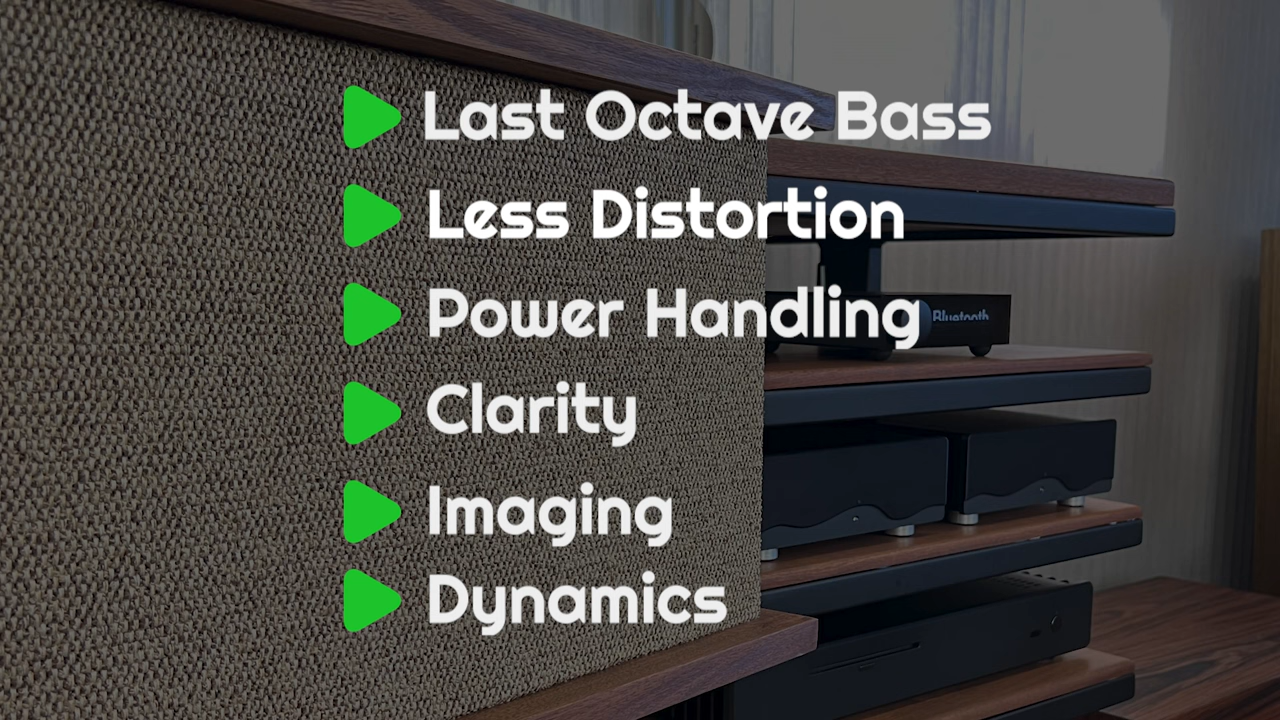 Last Octave Bass
Less Distortion
Power Handling
Bluetooth
Clarity
Imaging
Dynamics